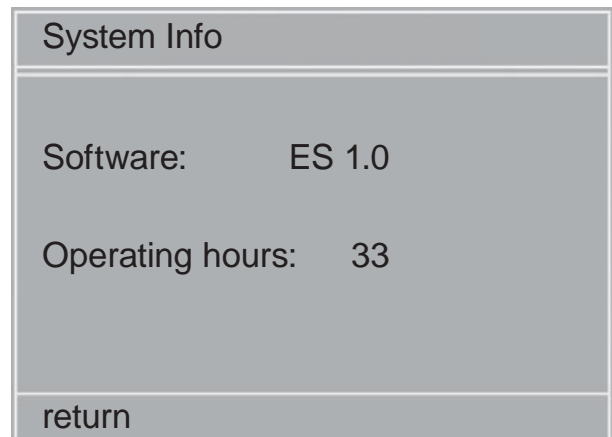 System Info
Software: ES 1.0
Operating hours: 33
return